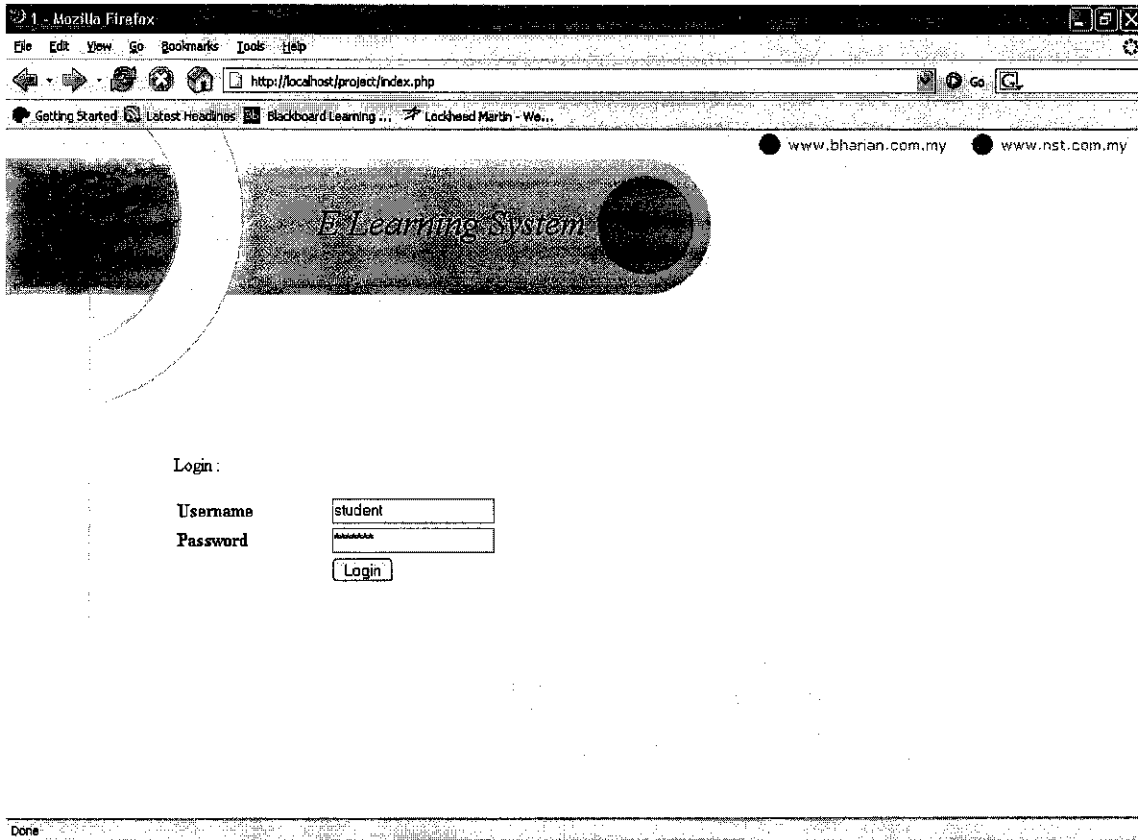 1 - Mozilla Firefox
File Edit View Go Bookmarks Tools Help
http://localhost/project/index.php Go
Getting Started Latest Headlines Blackboard Learning ... Lockheed Martin - We...
www.bharian.com.my www.nst.com.my
E Learning System
Login :
Username student
Password *******
Login
Done